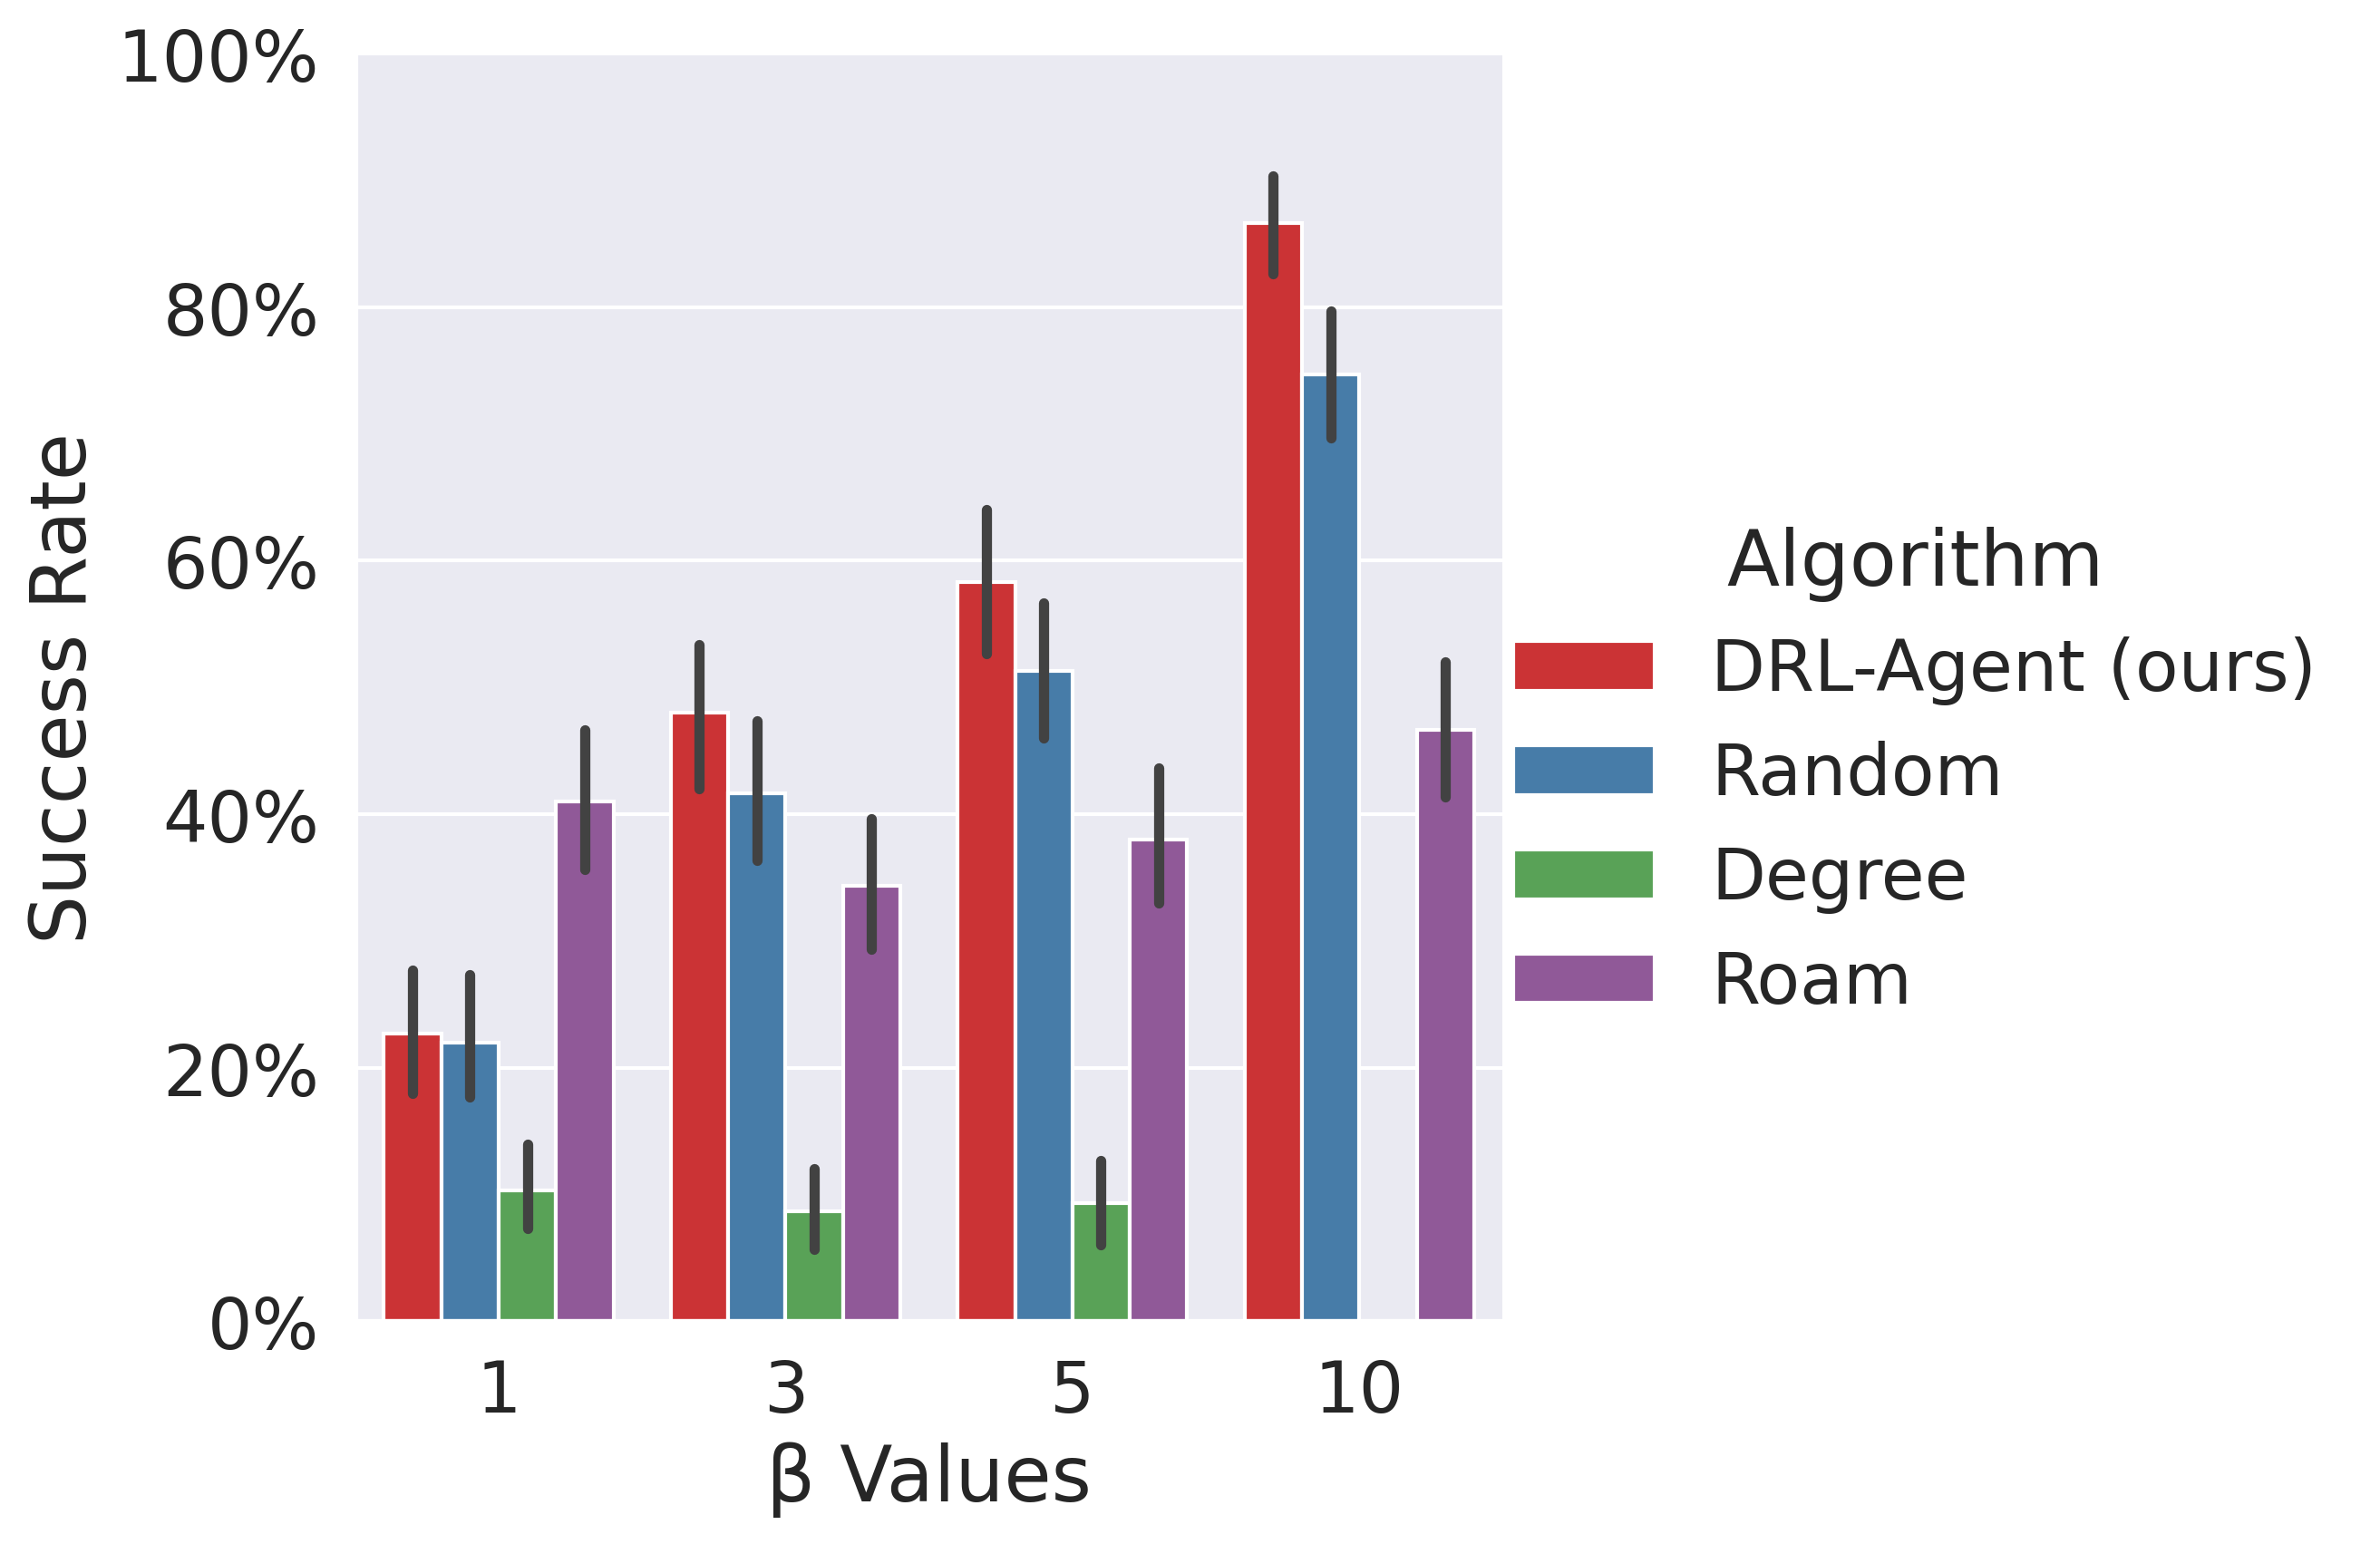 100%
80%
60%
40%
20%
0%
Success Rate
1 3 5 10
β Values
Algorithm
DRL-Agent (ours)
Random
Degree
Roam